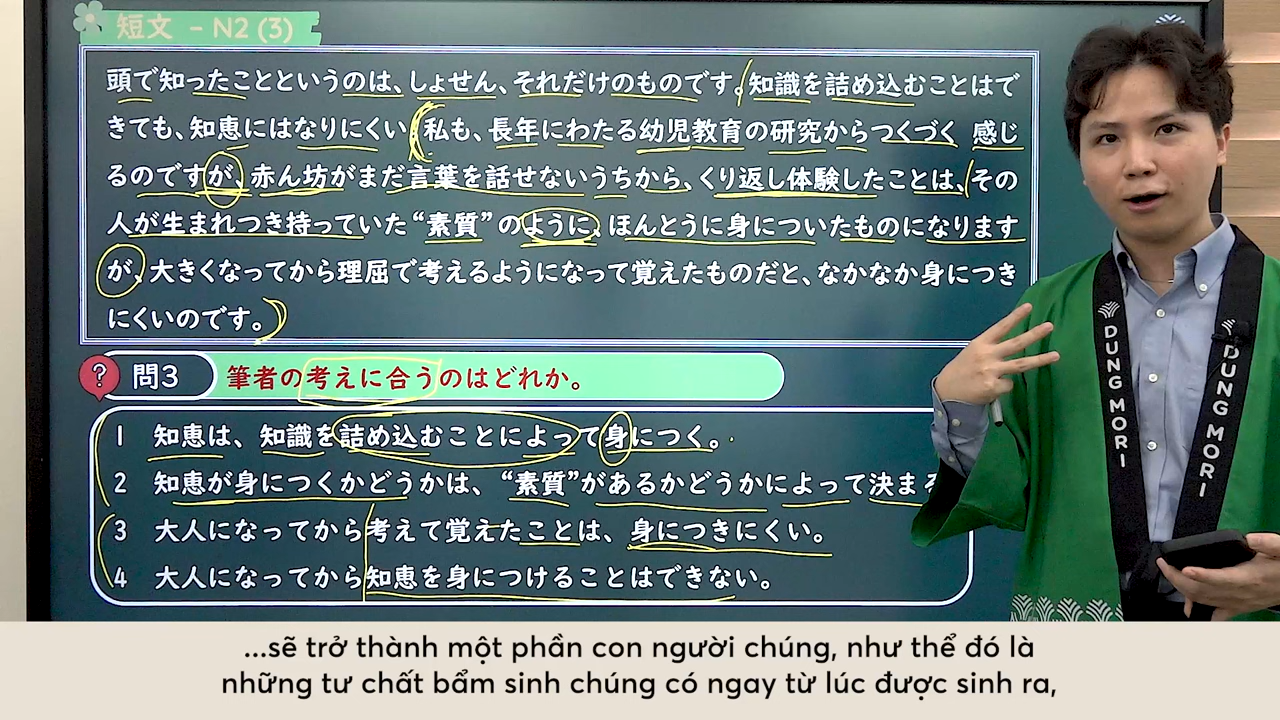 短文 - N2 (3)
頭で知ったことというのは、しょせん、それだけのものです。知識を詰め込むことはで
きても、知恵にはなりにくい。私も、長年にわたる幼児教育の研究からつくづく 感じ
るのですが、赤ん坊がまだ言葉を話せないうちから、くり返し体験したことは、その
人が生まれつき持っていた“素質”のように、ほんとうに身についたものになります
が、大きくなってから理屈で考えるようになって覚えたものだと、なかなか身につき
にくいのです。
? 問3 筆者の考えに合うのはどれか。
1 知恵は、知識を詰め込むことによって身につく。
2 知恵が身につくかどうかは、“素質”があるかどうかによって決まる
3 大人になってから考えて覚えたことは、身につきにくい。
4 大人になってから知恵を身につけることはできない。
DUNG MORI
DUNG MORI
...sẽ trở thành một phần con người chúng, như thể đó là
những tư chất bẩm sinh chúng có ngay từ lúc được sinh ra,